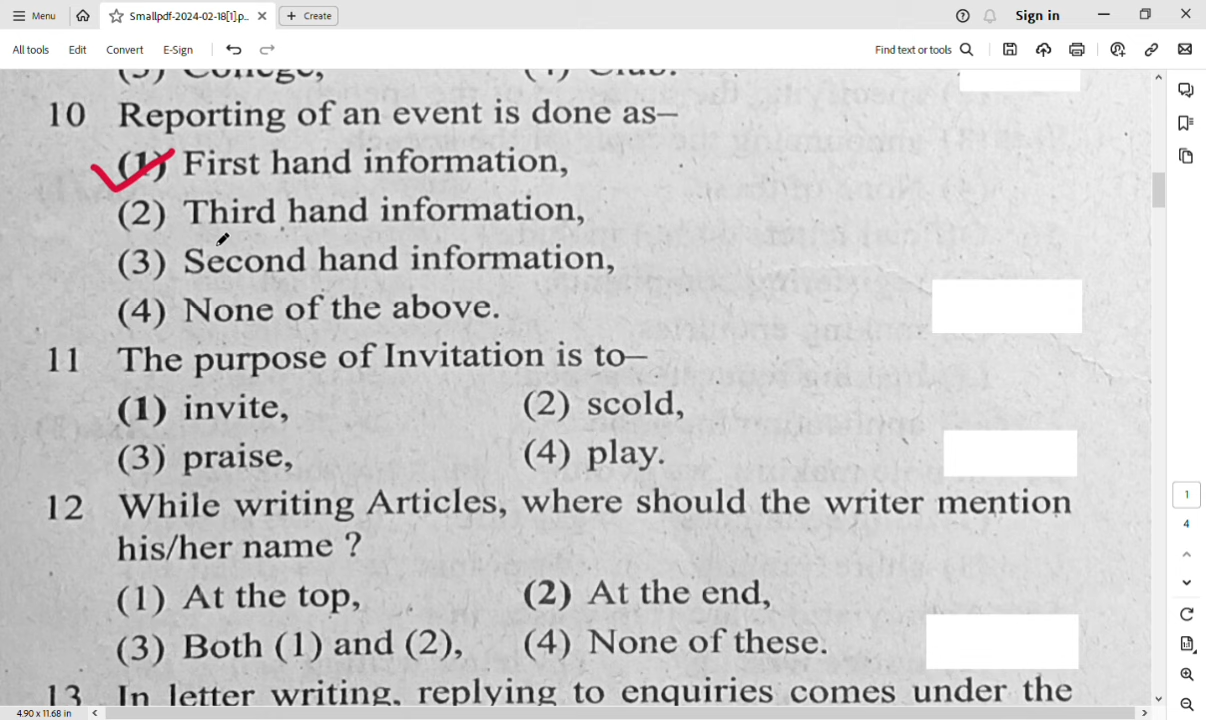 Menu
Smallpdf-2024-02-18[1].p...
Create
Sign in
All tools
Edit
Convert
E-Sign
Find text or tools
10 Reporting of an event is done as–
(1) First hand information,
(2) Third hand information,
(3) Second hand information,
(4) None of the above.
11 The purpose of Invitation is to–
(1) invite, (2) scold,
(3) praise, (4) play.
12 While writing Articles, where should the writer mention
his/her name ?
(1) At the top, (2) At the end,
(3) Both (1) and (2), (4) None of these.
13 In letter writing, replying to enquiries comes under the
1
4
4.90 x 11.68 in